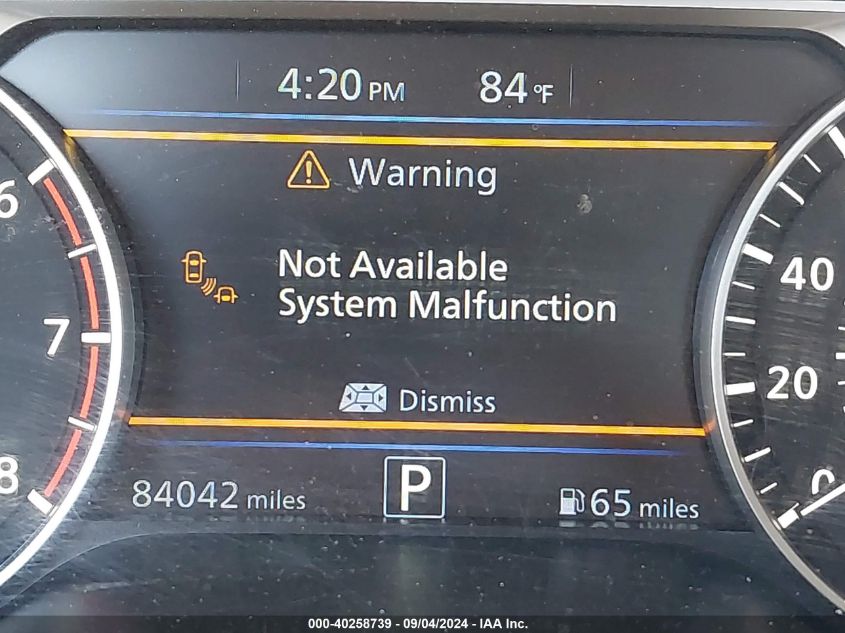 4:20 PM 84 °F
Warning
6
Not Available
System Malfunction
40
7
20
Dismiss
8
84042 miles P 65 miles
0
000-40258739 - 09/04/2024 - IAA Inc.